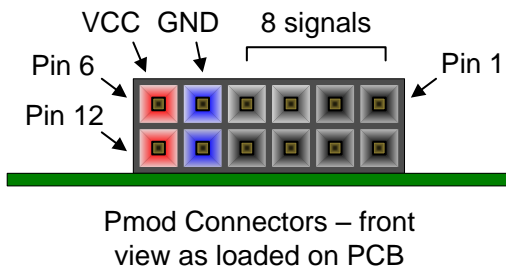 VCC GND
8 signals
Pin 6
Pin 1
Pin 12
Pmod Connectors – front
view as loaded on PCB